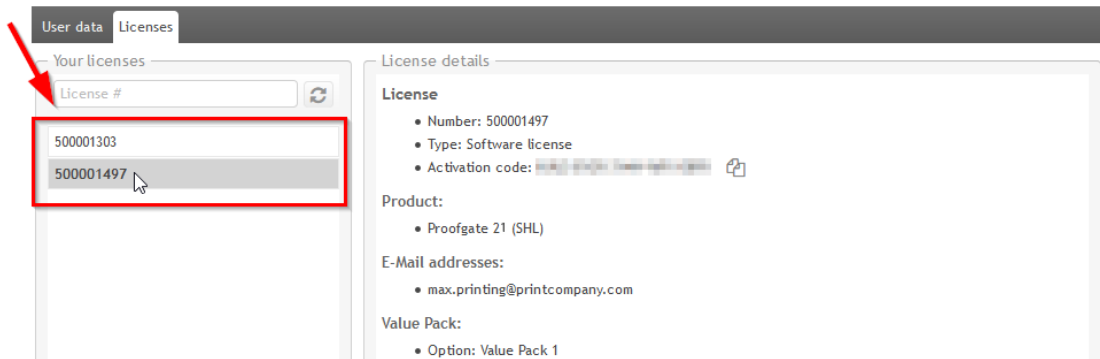 User data
Licenses
Your licenses
License #
500001303
500001497
License details
License
• Number: 500001497
• Type: Software license
• Activation code:
Product:
• Proofgate 21 (SHL)
E-Mail addresses:
• max.printing@printcompany.com
Value Pack:
• Option: Value Pack 1